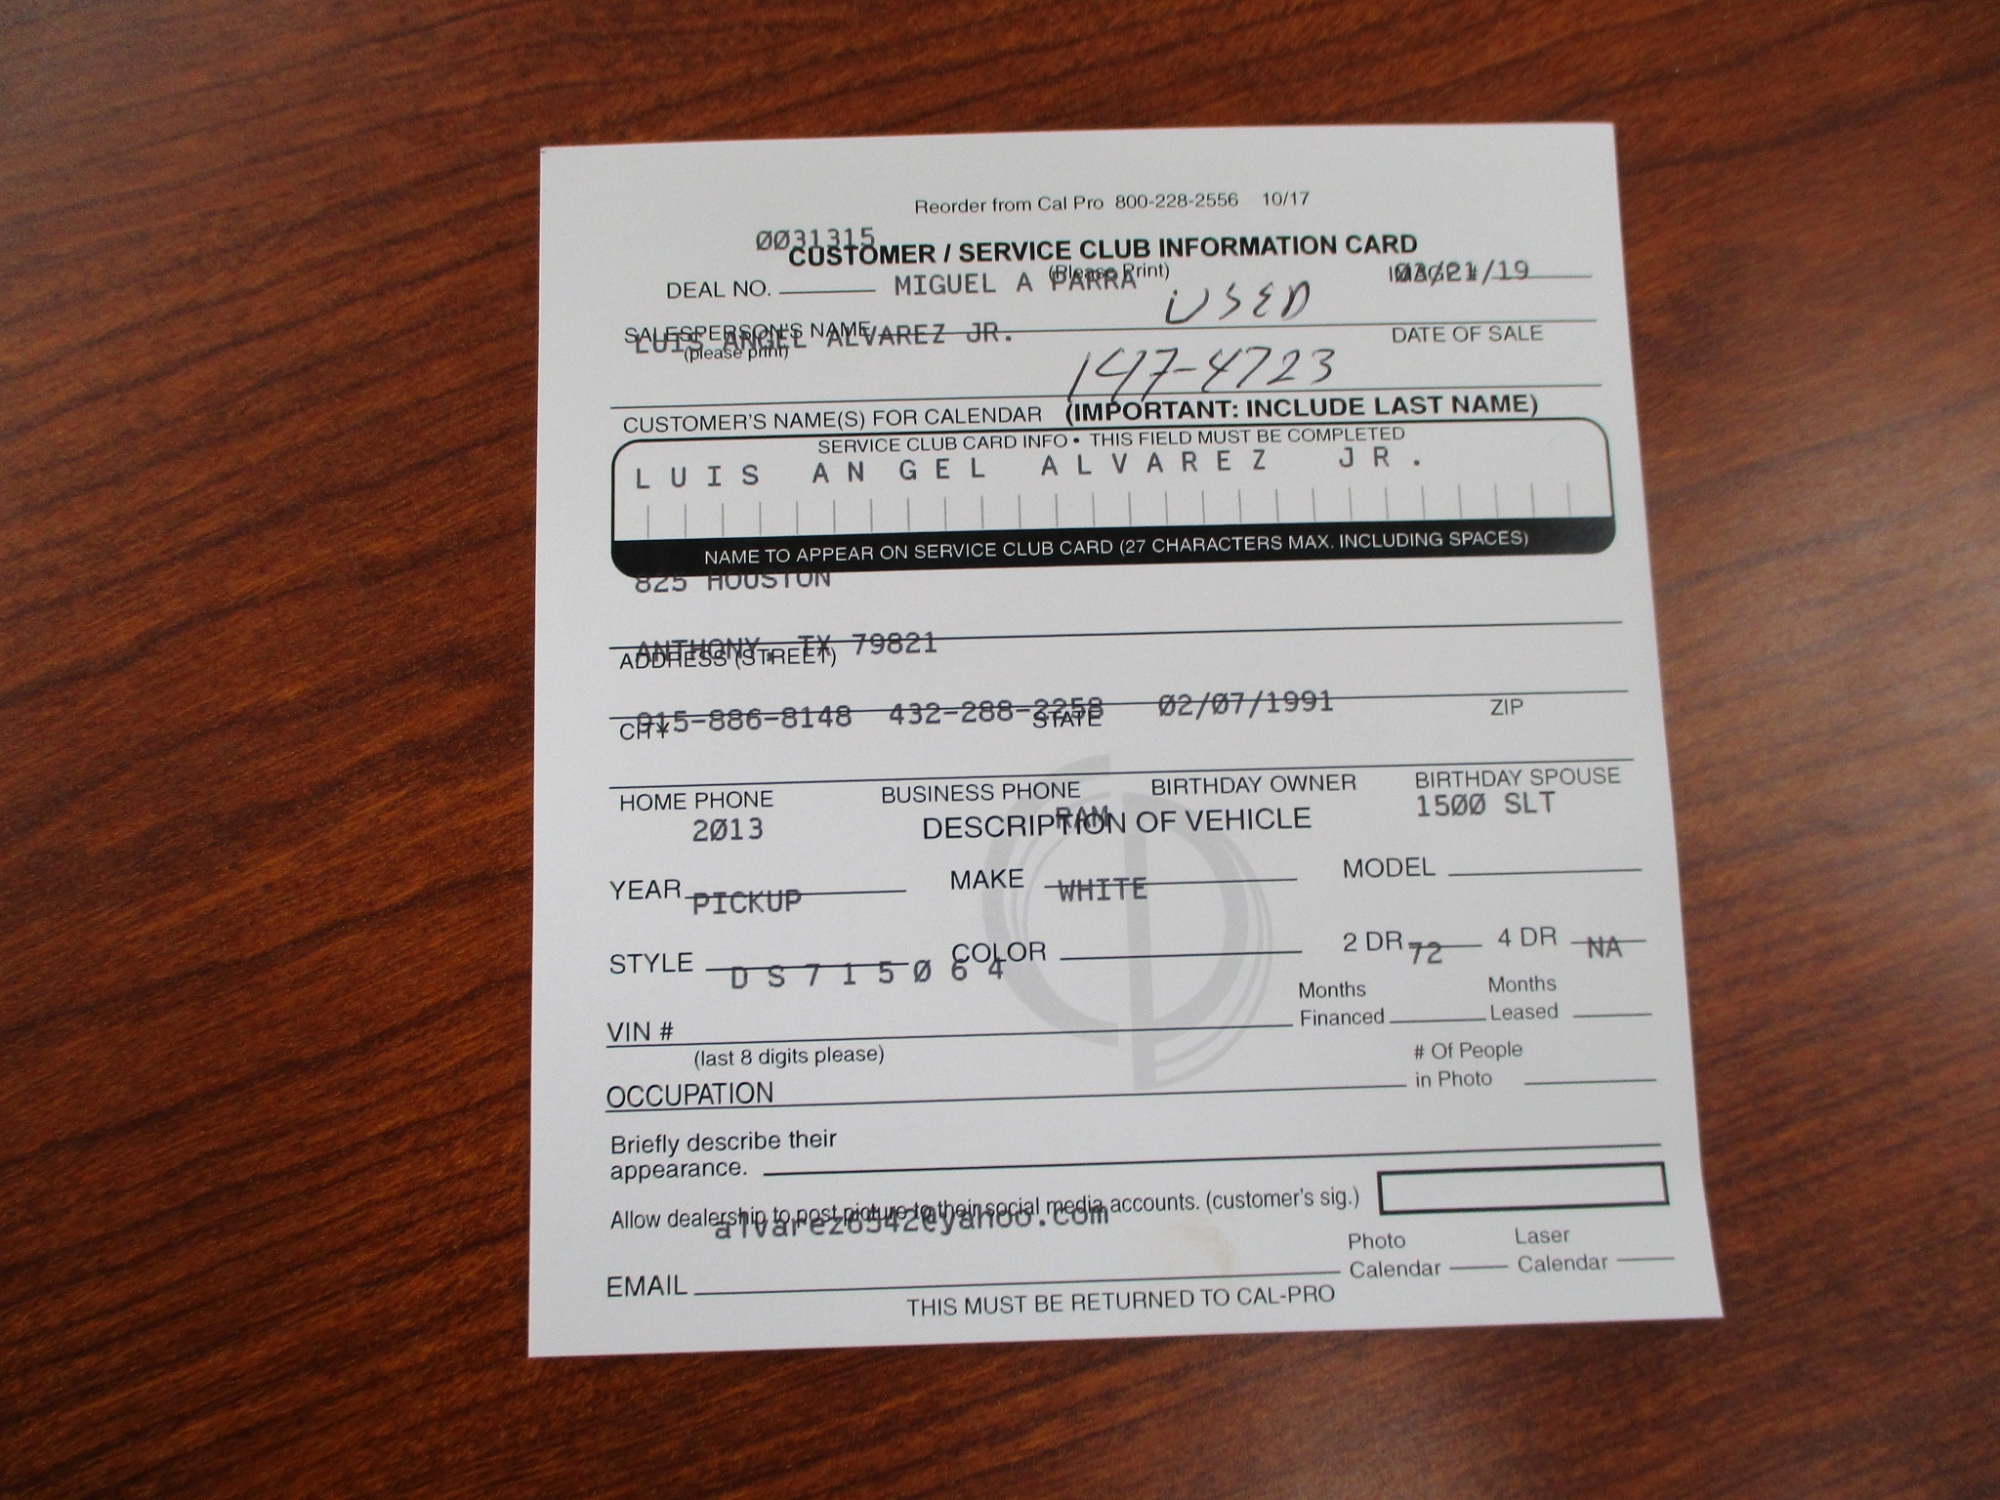 Reorder from Cal Pro 800-228-2556 10/17
0031315
CUSTOMER / SERVICE CLUB INFORMATION CARD
(Please Print)
DEAL NO. MIGUEL A PARRA 03/21/19
USED
SALESPERSON'S NAME DATE OF SALE
(please print)
LUIS ANGEL ALVAREZ JR.
147-4723
CUSTOMER'S NAME(S) FOR CALENDAR (IMPORTANT: INCLUDE LAST NAME)
SERVICE CLUB CARD INFO • THIS FIELD MUST BE COMPLETED
LUIS ANGEL ALVAREZ JR.
NAME TO APPEAR ON SERVICE CLUB CARD (27 CHARACTERS MAX. INCLUDING SPACES)
825 HOUSTON
ANTHONY, TX 79821
ADDRESS (STREET)
915-886-8148 432-288-2258 02/07/1991
CITY STATE ZIP
HOME PHONE BUSINESS PHONE BIRTHDAY OWNER BIRTHDAY SPOUSE
2013 RAM 1500 SLT
DESCRIPTION OF VEHICLE
YEAR MAKE MODEL
PICKUP WHITE
STYLE COLOR 2 DR 4 DR
72 NA
DS715064
Months Financed Months Leased
VIN #
(last 8 digits please)
# Of People in Photo
OCCUPATION
Briefly describe their
appearance.
Allow dealership to post picture to their social media accounts. (customer's sig.)
alvarez6542@yahoo.com
Photo Calendar Laser Calendar
EMAIL
THIS MUST BE RETURNED TO CAL-PRO